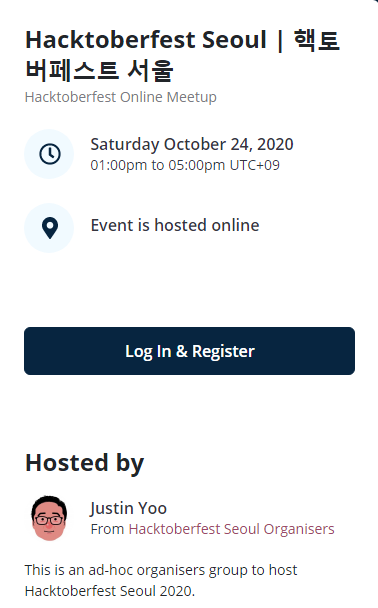 Hacktoberfest Seoul | 핵토
버페스트 서울
Hacktoberfest Online Meetup
Saturday October 24, 2020
01:00pm to 05:00pm UTC+09
Event is hosted online
Log In & Register
Hosted by
Justin Yoo
From Hacktoberfest Seoul Organisers
This is an ad-hoc organisers group to host
Hacktoberfest Seoul 2020.